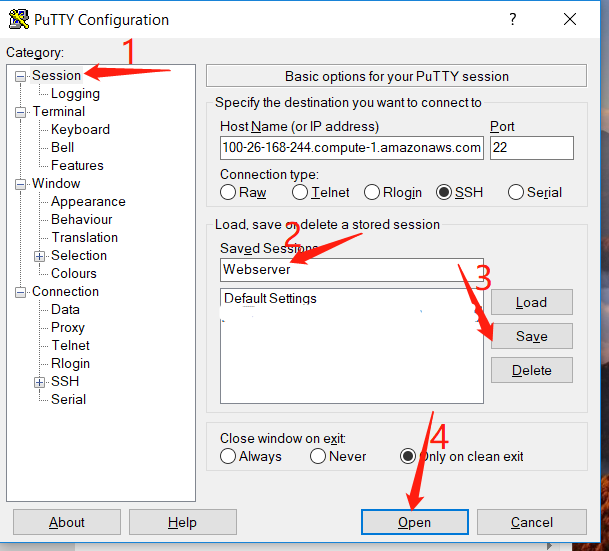 PuTTY Configuration
?
Category:
1
Session
Logging
Terminal
Keyboard
Bell
Features
Window
Appearance
Behaviour
Translation
Selection
Colours
Connection
Data
Proxy
Telnet
Rlogin
SSH
Serial
Basic options for your PuTTY session
Specify the destination you want to connect to
Host Name (or IP address) Port
100-26-168-244.compute-1.amazonaws.com 22
Connection type:
Raw Telnet Rlogin SSH Serial
Load, save or delete a stored session
Saved Sessions
2
Webserver
3
Default Settings
Load
Save
Delete
Close window on exit:
4
Always Never Only on clean exit
About Help Open Cancel